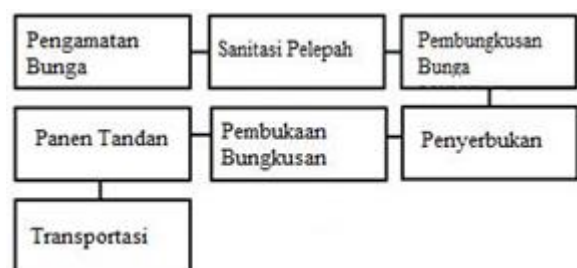 Pengamatan
Bunga
Sanitasi Pelepah
Pembungkusan
Bunga
Panen Tandan
Pembukaan
Bungkusan
Penyerbukan
Transportasi